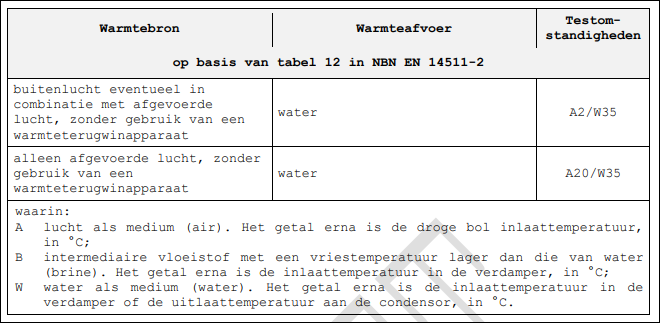 Warmtebron Warmteafvoer Testom-
standigheden
op basis van tabel 12 in NBN EN 14511-2
buitenlucht eventueel in
combinatie met afgevoerde
lucht, zonder gebruik van een
warmteterugwinapparaat
water
A2/W35
alleen afgevoerde lucht, zonder
gebruik van een
warmteterugwinapparaat
water
A20/W35
waarin:
A lucht als medium (air). Het getal erna is de droge bol inlaattemperatuur,
in °C;
B intermediaire vloeistof met een vriestemperatuur lager dan die van water
(brine). Het getal erna is de inlaattemperatuur in de verdamper, in °C;
W water als medium (water). Het getal erna is de inlaattemperatuur in de
verdamper of de uitlaattemperatuur aan de condensor, in °C.